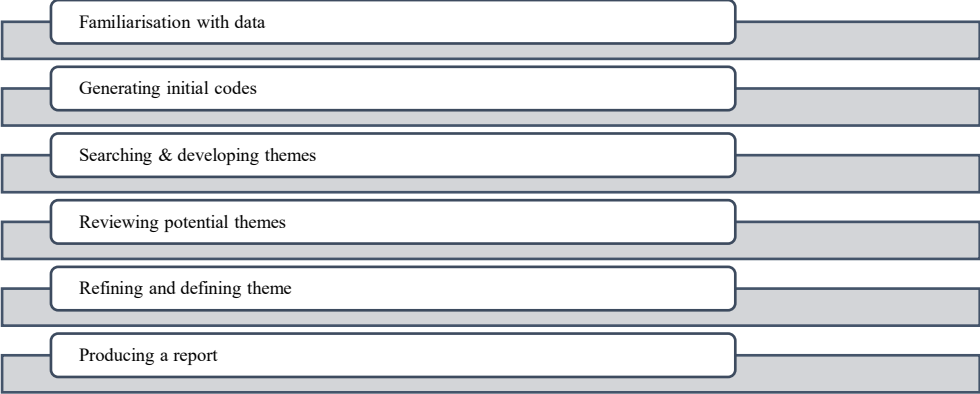 Familiarisation with data
Generating initial codes
Searching & developing themes
Reviewing potential themes
Refining and defining theme
Producing a report